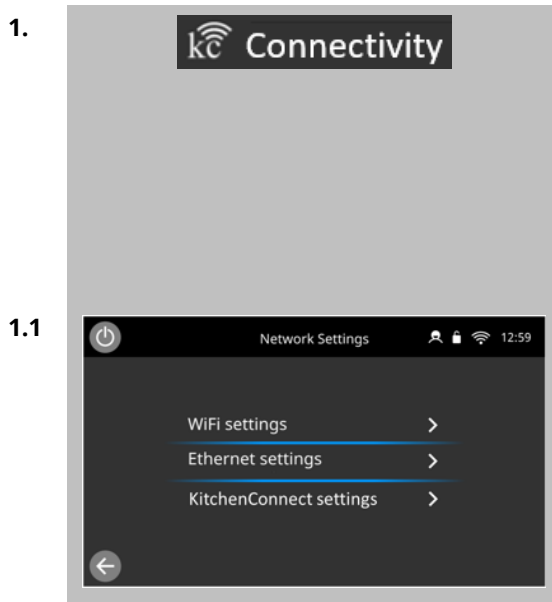 1.
kc Connectivity
1.1
Network Settings 12:59
WiFi settings
Ethernet settings
KitchenConnect settings